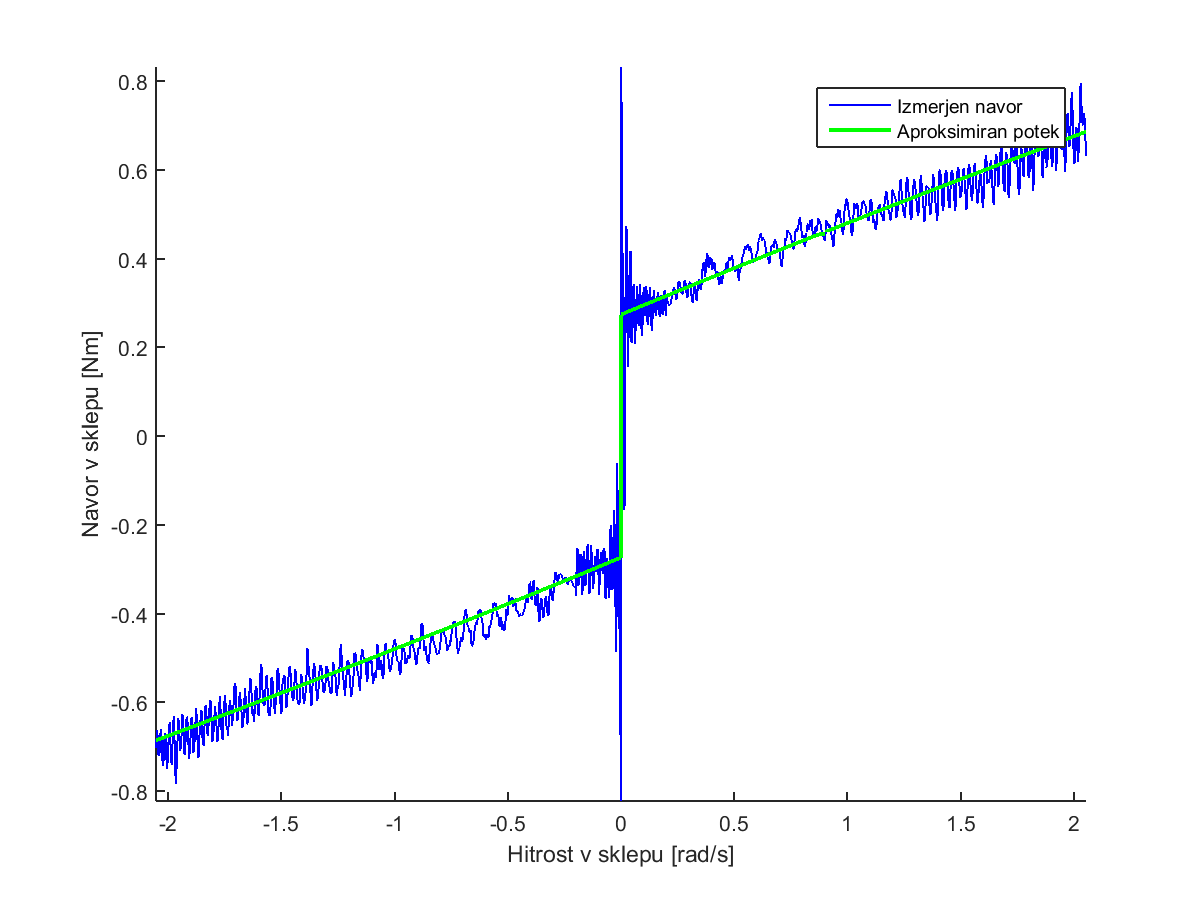 0.8
0.6
0.4
0.2
0
-0.2
-0.4
-0.6
-0.8
Navor v sklepu [Nm]
Izmerjen navor
Aproksimiran potek
-2 -1.5 -1 -0.5 0 0.5 1 1.5 2
Hitrost v sklepu [rad/s]